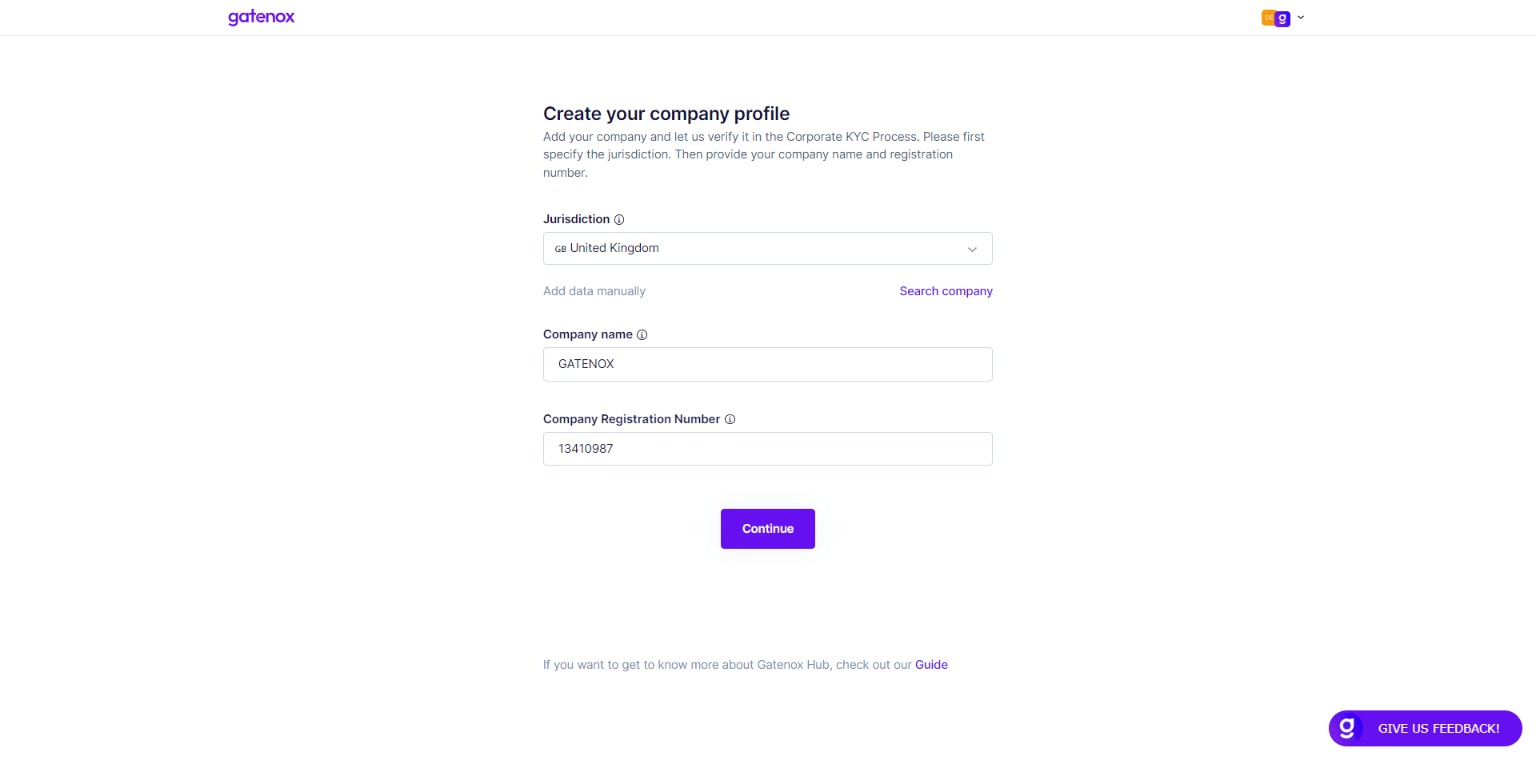 gatenox
g
Create your company profile
Add your company and let us verify it in the Corporate KYC Process. Please first
specify the jurisdiction. Then provide your company name and registration
number.
Jurisdiction
GB United Kingdom
Add data manually
Search company
Company name
GATENOX
Company Registration Number
13410987
Continue
If you want to get to know more about Gatenox Hub, check out our Guide
g GIVE US FEEDBACK!